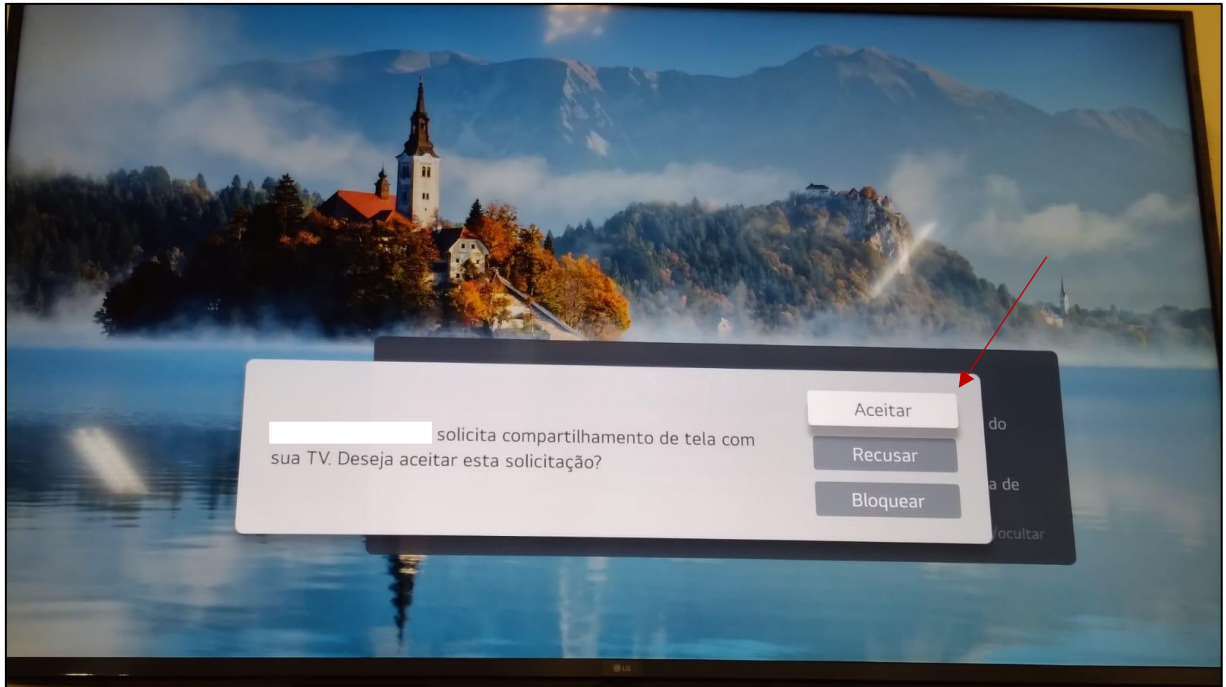 solicita compartilhamento de tela com
sua TV. Deseja aceitar esta solicitação?
Aceitar
Recusar
Bloquear
do
a de
/ocultar
LG